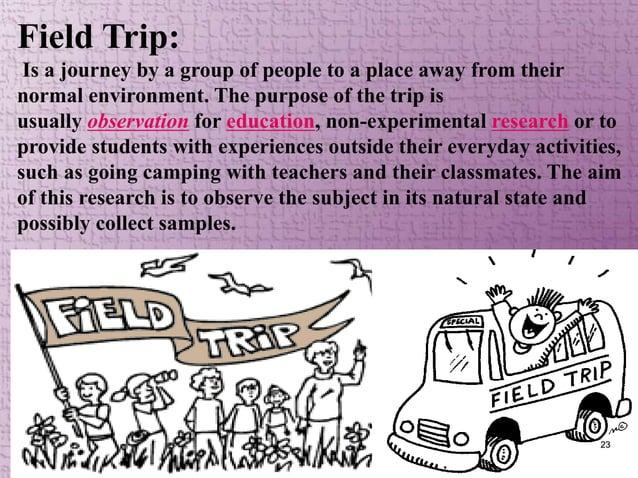 Field Trip:
Is a journey by a group of people to a place away from their
normal environment. The purpose of the trip is
usually observation for education, non-experimental research or to
provide students with experiences outside their everyday activities,
such as going camping with teachers and their classmates. The aim
of this research is to observe the subject in its natural state and
possibly collect samples.
FiELD
TRiP
SPECIAL
FIELD TRIP
23